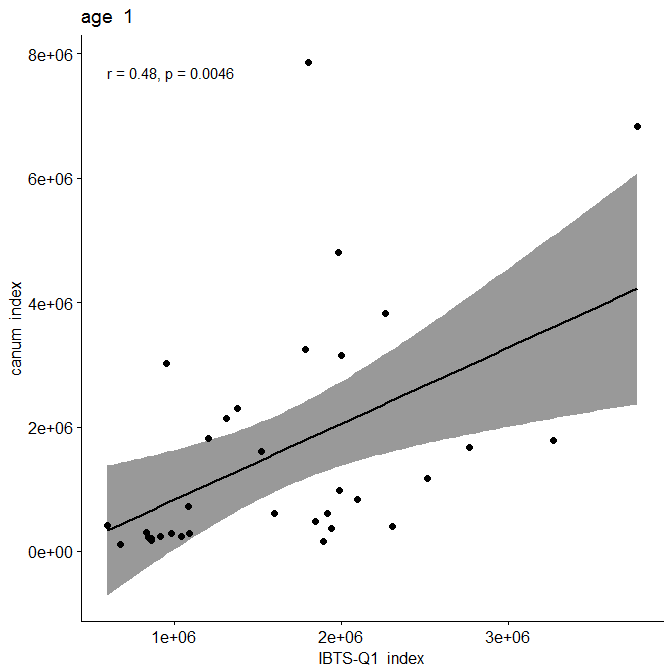 age 1
r = 0.48, p = 0.0046
8e+06
6e+06
4e+06
2e+06
0e+00
canum index
1e+06 2e+06 3e+06
IBTS-Q1 index